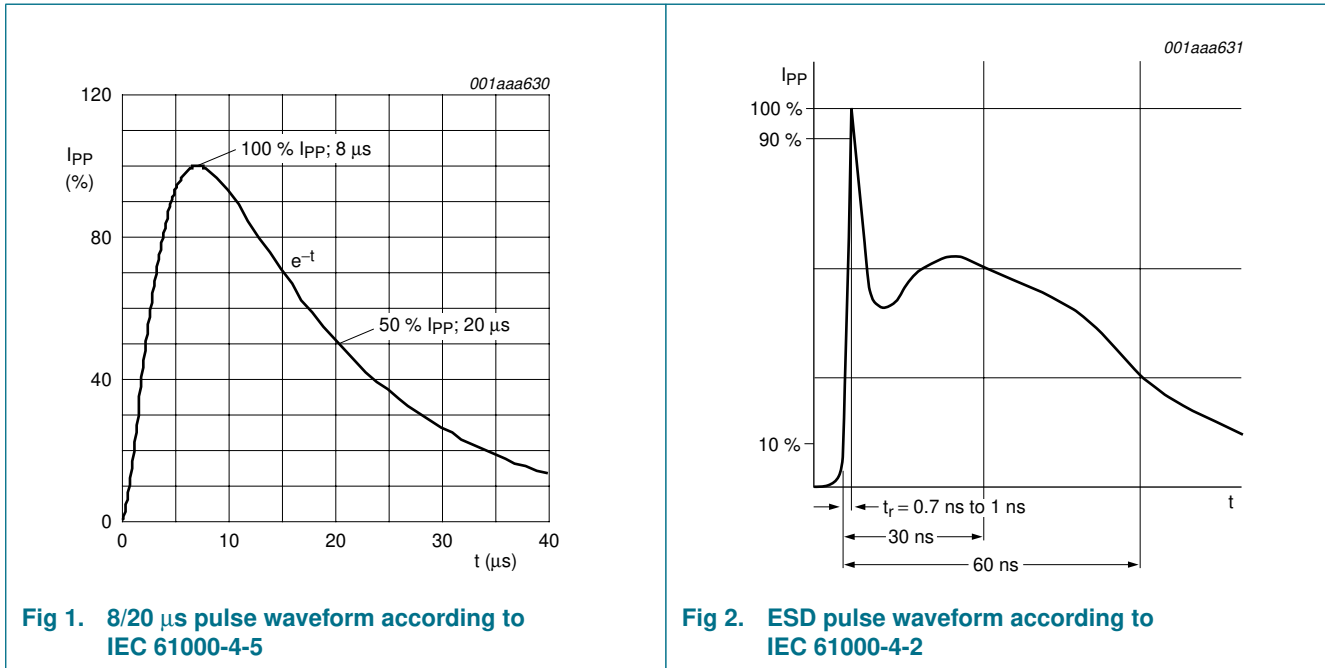 001aaa630
120
IPP
(%)
100 % IPP; 8 μs
80
e–t
50 % IPP; 20 μs
40
0
0
10
20
30
40
t (μs)
Fig 1. 8/20 μs pulse waveform according to
IEC 61000-4-5
001aaa631
IPP
100 %
90 %
10 %
t
tr = 0.7 ns to 1 ns
30 ns
60 ns
Fig 2. ESD pulse waveform according to
IEC 61000-4-2